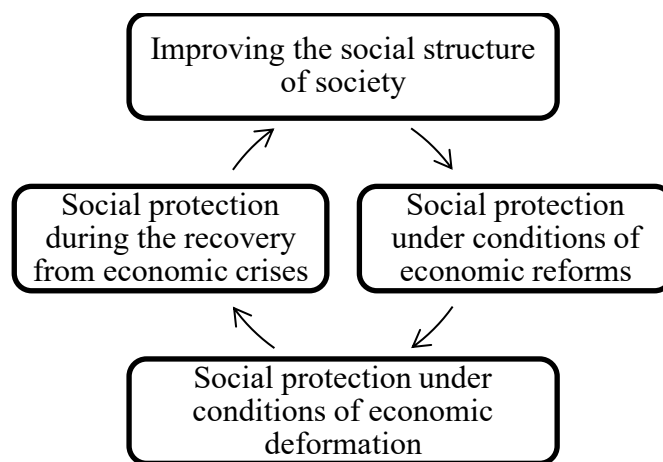 Improving the social structure
of society
Social protection
during the recovery
from economic crises
Social protection
under conditions of
economic reforms
Social protection under
conditions of economic
deformation